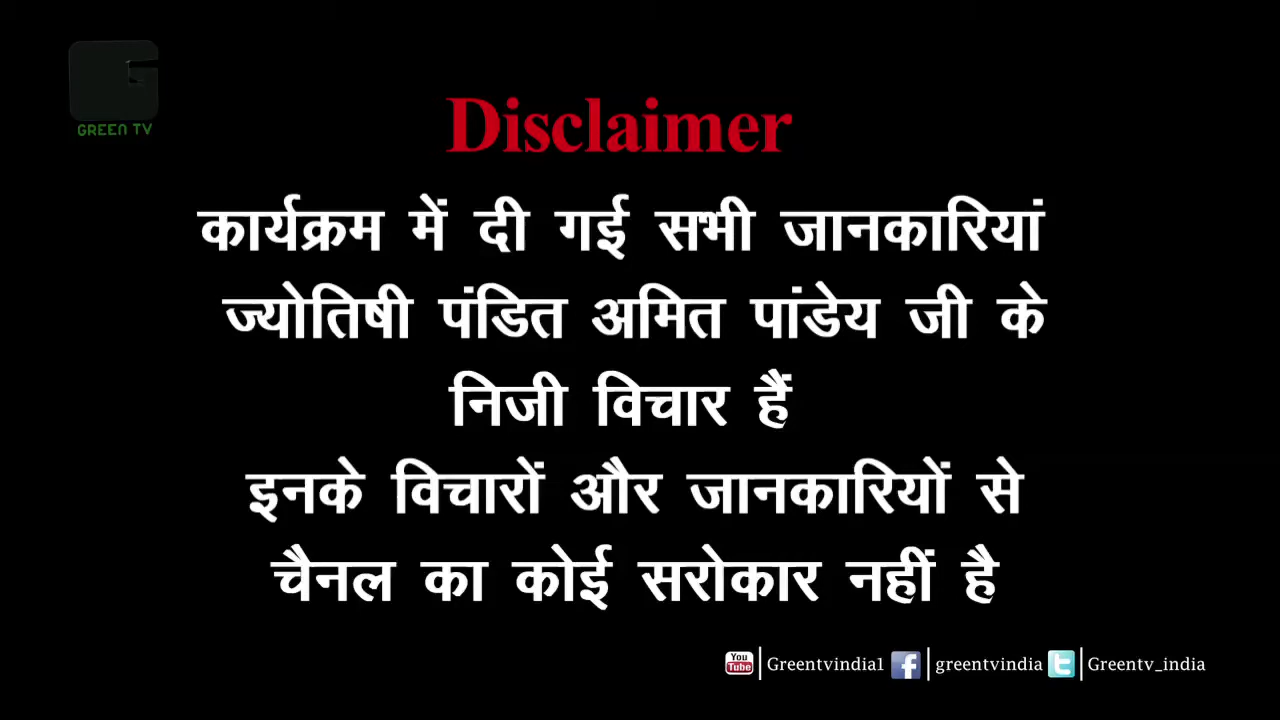 GREEN TV
Disclaimer
कार्यक्रम में दी गई सभी जानकारियां
ज्योतिषी पंडित अमित पांडेय जी के
निजी विचार हैं
इनके विचारों और जानकारियों से
चैनल का कोई सरोकार नहीं है
You Tube Greentvindia1 f greentvindia t Greentv_india